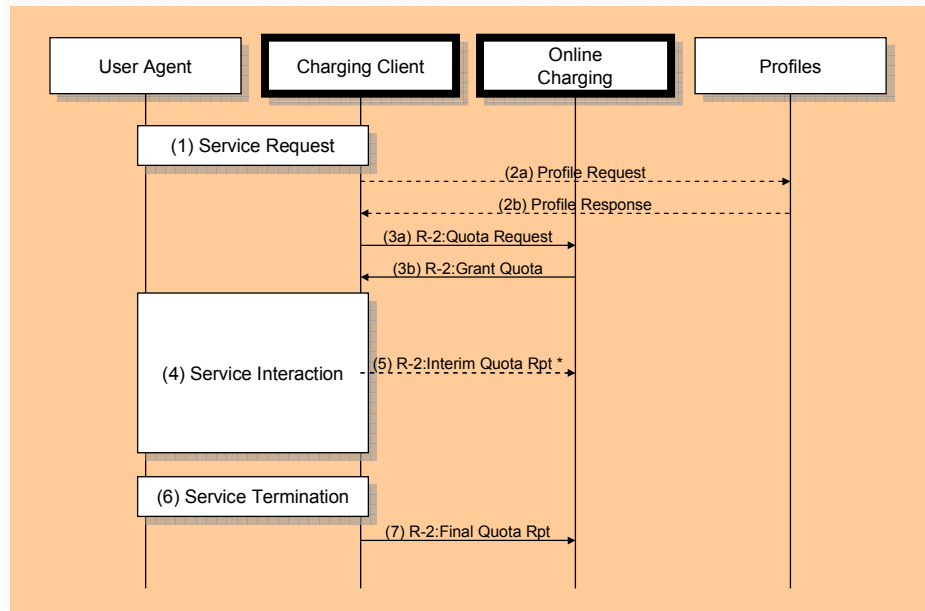 User Agent
Charging Client
Online
Charging
Profiles
(1) Service Request
(2a) Profile Request
(2b) Profile Response
(3a) R-2:Quota Request
(3b) R-2:Grant Quota
(4) Service Interaction
(5) R-2:Interim Quota Rpt *
(6) Service Termination
(7) R-2:Final Quota Rpt